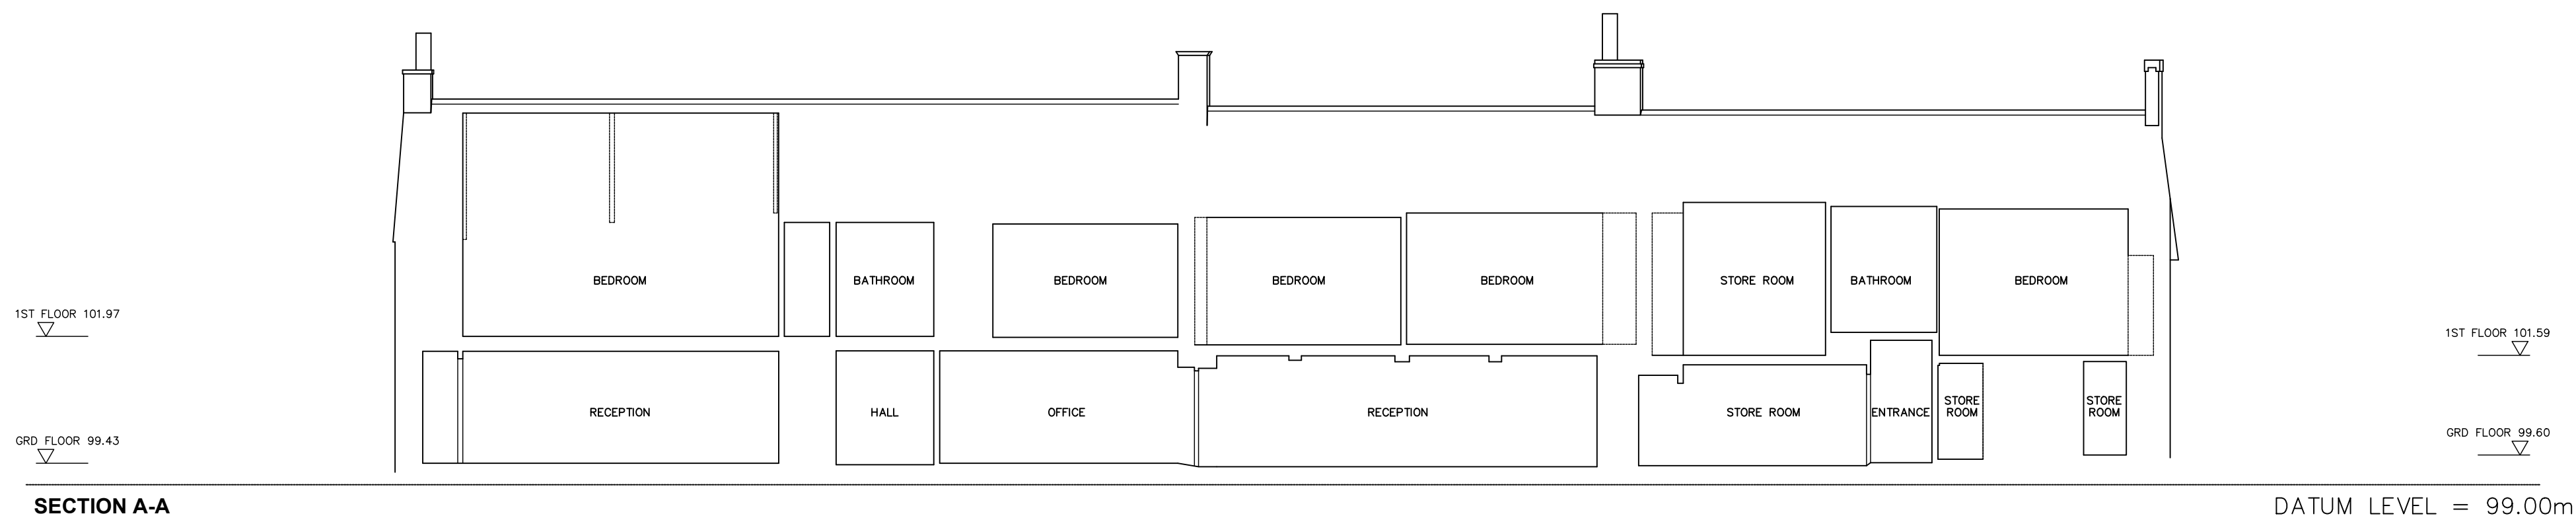 BEDROOM
BATHROOM
BEDROOM
BEDROOM
BEDROOM
STORE ROOM
BATHROOM
BEDROOM
1ST FLOOR 101.97
1ST FLOOR 101.59
RECEPTION
HALL
OFFICE
RECEPTION
STORE ROOM
ENTRANCE
STORE
ROOM
STORE
ROOM
GRD FLOOR 99.43
GRD FLOOR 99.60
SECTION A-A
DATUM LEVEL = 99.00m